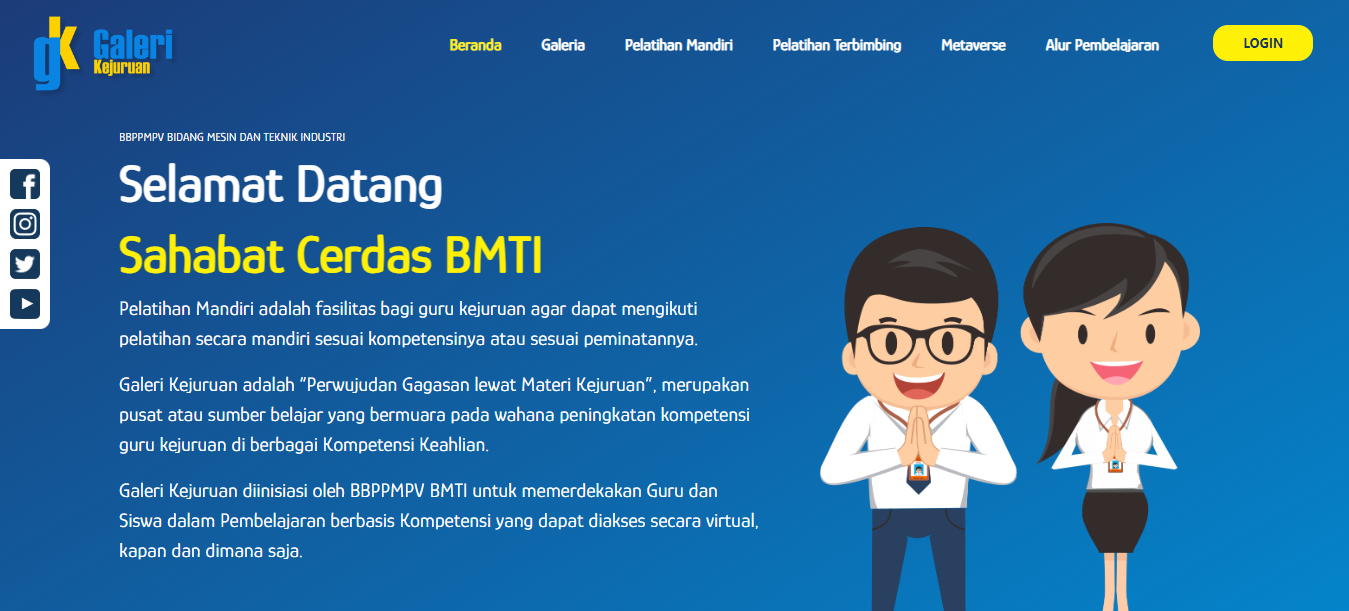 gk Galeri
Kejuruan
Beranda Galeria Pelatihan Mandiri Pelatihan Terbimbing Metaverse Alur Pembelajaran LOGIN
BBPPMPV BIDANG MESIN DAN TEKNIK INDUSTRI
Selamat Datang
Sahabat Cerdas BMTI
Pelatihan Mandiri adalah fasilitas bagi guru kejuruan agar dapat mengikuti
pelatihan secara mandiri sesuai kompetensinya atau sesuai peminatannya.
Galeri Kejuruan adalah "Perwujudan Gagasan lewat Materi Kejuruan", merupakan
pusat atau sumber belajar yang bermuara pada wahana peningkatan kompetensi
guru kejuruan di berbagai Kompetensi Keahlian.
Galeri Kejuruan diinisiasi oleh BBPPMPV BMTI untuk memerdekakan Guru dan
Siswa dalam Pembelajaran berbasis Kompetensi yang dapat diakses secara virtual,
kapan dan dimana saja.